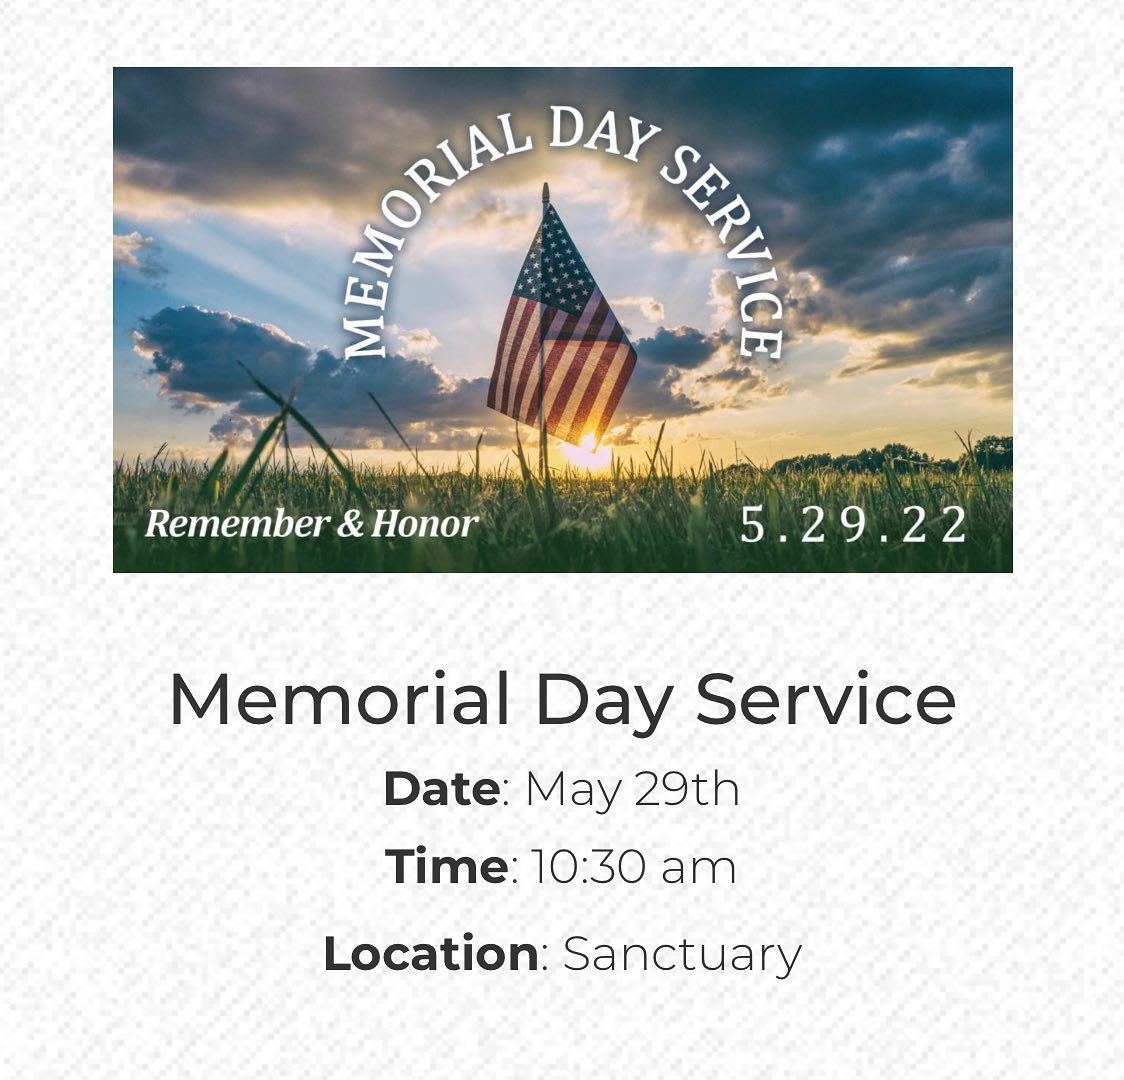 MEMORIAL DAY SERVICE
Remember & Honor
5.29.22
Memorial Day Service
Date: May 29th
Time: 10:30 am
Location: Sanctuary